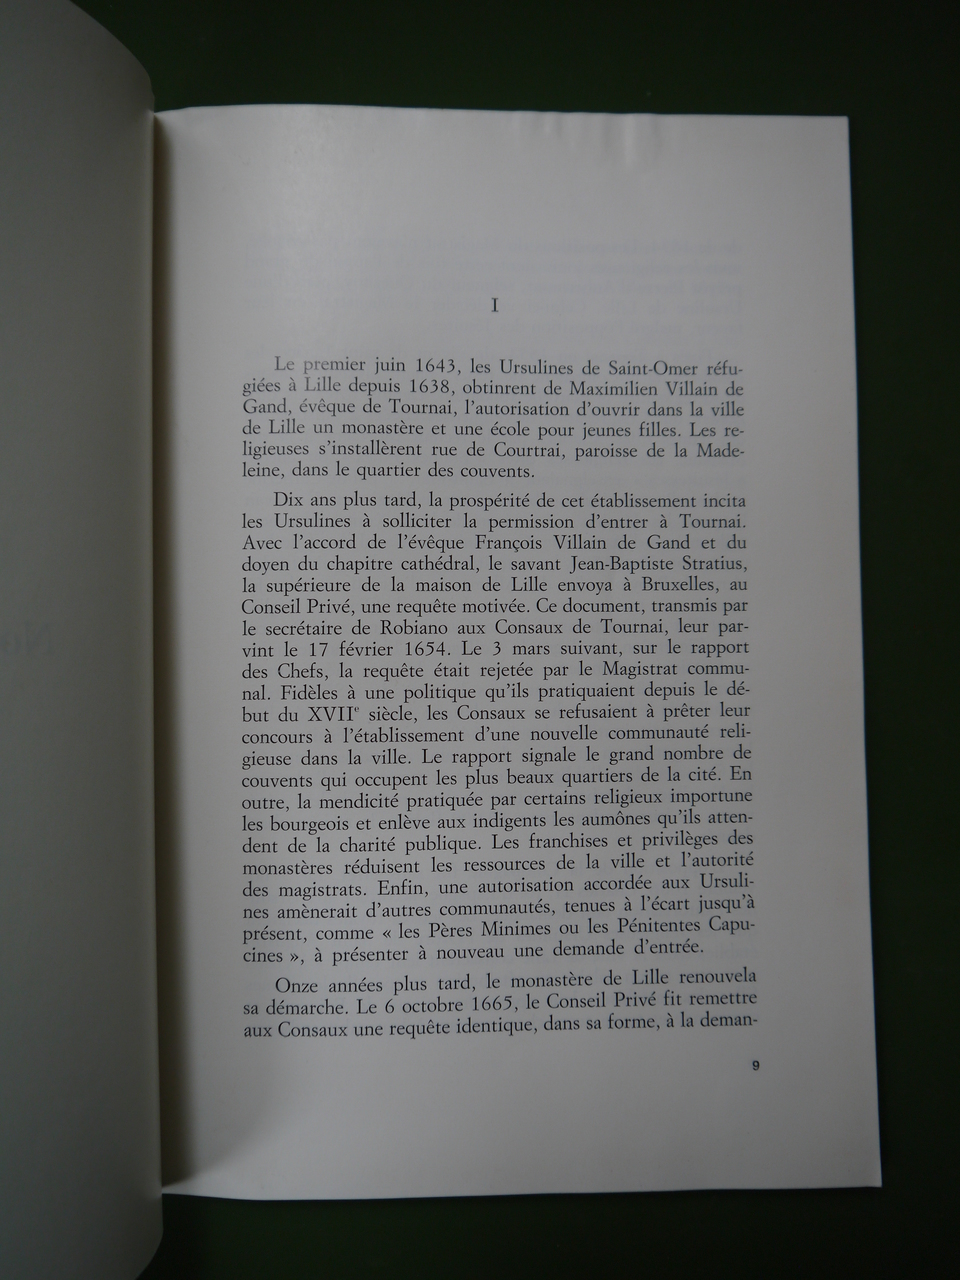 I
Le premier juin 1643, les Ursulines de Saint-Omer réfu-
giées à Lille depuis 1638, obtinrent de Maximilien Villain de
Gand, évêque de Tournai, l'autorisation d'ouvrir dans la ville
de Lille un monastère et une école pour jeunes filles. Les re-
ligieuses s'installèrent rue de Courtrai, paroisse de la Made-
leine, dans le quartier des couvents.
Dix ans plus tard, la prospérité de cet établissement incita
les Ursulines à solliciter la permission d'entrer à Tournai.
Avec l'accord de l'évêque François Villain de Gand et du
doyen du chapitre cathédral, le savant Jean-Baptiste Stratius,
la supérieure de la maison de Lille envoya à Bruxelles, au
Conseil Privé, une requête motivée. Ce document, transmis par
le secrétaire de Robiano aux Consaux de Tournai, leur par-
vint le 17 février 1654. Le 3 mars suivant, sur le rapport
des Chefs, la requête était rejetée par le Magistrat commu-
nal. Fidèles à une politique qu'ils pratiquaient depuis le dé-
but du XVIIᵉ siècle, les Consaux se refusaient à prêter leur
concours à l'établissement d'une nouvelle communauté reli-
gieuse dans la ville. Le rapport signale le grand nombre de
couvents qui occupent les plus beaux quartiers de la cité. En
outre, la mendicité pratiquée par certains religieux importune
les bourgeois et enlève aux indigents les aumônes qu'ils atten-
dent de la charité publique. Les franchises et privilèges des
monastères réduisent les ressources de la ville et l'autorité
des magistrats. Enfin, une autorisation accordée aux Ursuli-
nes amènerait d'autres communautés, tenues à l'écart jusqu'à
présent, comme « les Pères Minimes ou les Pénitentes Capu-
cines », à présenter à nouveau une demande d'entrée.
Onze années plus tard, le monastère de Lille renouvela
sa démarche. Le 6 octobre 1665, le Conseil Privé fit remettre
aux Consaux une requête identique, dans sa forme, à la deman-
9